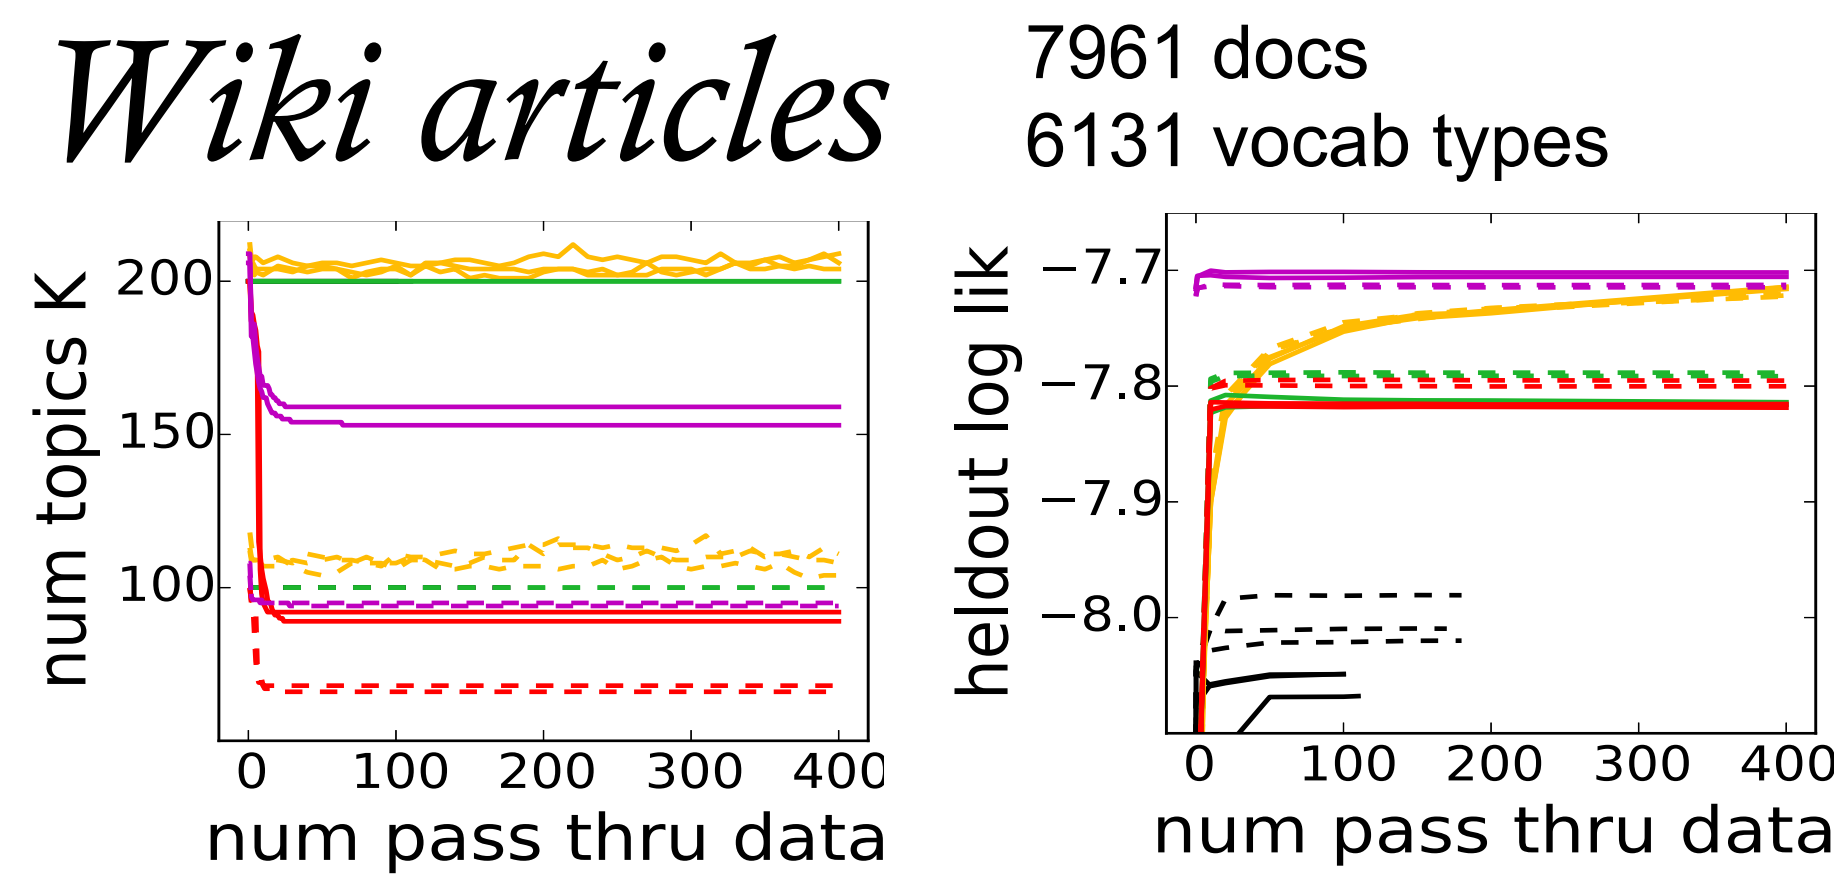 Wiki articles
7961 docs
6131 vocab types
num topics K
200
150
100
0 100 200 300 400
num pass thru data
heldout log lik
−7.7
−7.8
−7.9
−8.0
0 100 200 300 400
num pass thru data